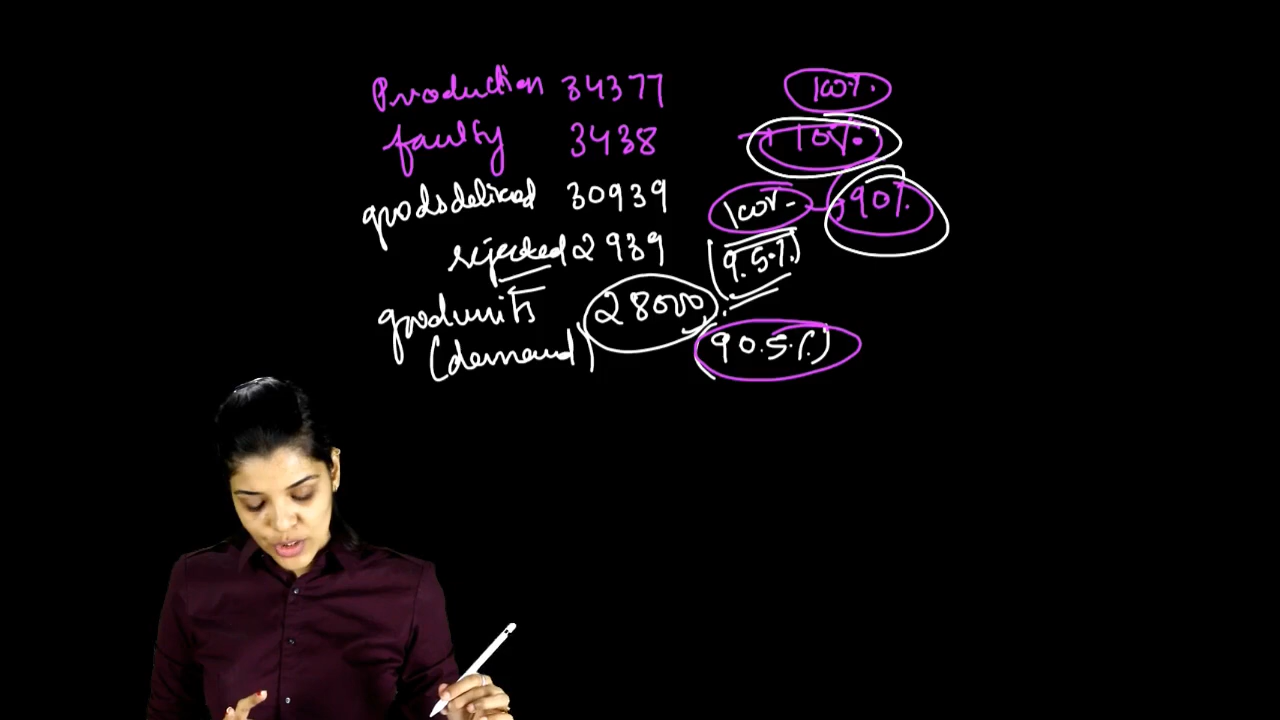 Production 34377 100%
faulty 3438 10%
goods delived 30939 100% 90%
rejected 2939 (9.5%)
good units 28000
(demand) 90.5%)